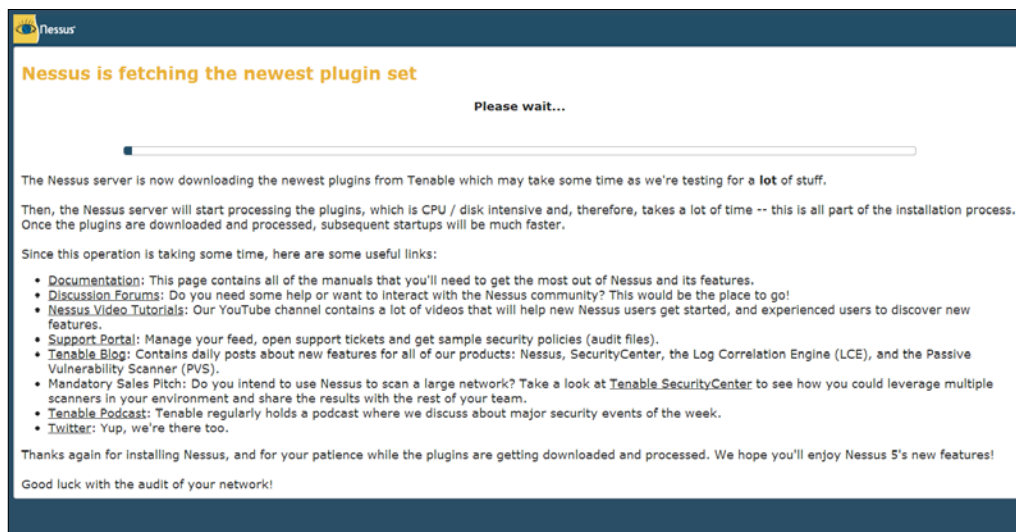 Nessus
Nessus is fetching the newest plugin set
Please wait...
The Nessus server is now downloading the newest plugins from Tenable which may take some time as we're testing for a lot of stuff.
Then, the Nessus server will start processing the plugins, which is CPU / disk intensive and, therefore, takes a lot of time -- this is all part of the installation process.
Once the plugins are downloaded and processed, subsequent startups will be much faster.
Since this operation is taking some time, here are some useful links:
• Documentation: This page contains all of the manuals that you'll need to get the most out of Nessus and its features.
• Discussion Forums: Do you need some help or want to interact with the Nessus community? This would be the place to go!
• Nessus Video Tutorials: Our YouTube channel contains a lot of videos that will help new Nessus users get started, and experienced users to discover new
features.
• Support Portal: Manage your feed, open support tickets and get sample security policies (audit files).
• Tenable Blog: Contains daily posts about new features for all of our products: Nessus, SecurityCenter, the Log Correlation Engine (LCE), and the Passive
Vulnerability Scanner (PVS).
• Mandatory Sales Pitch: Do you intend to use Nessus to scan a large network? Take a look at Tenable SecurityCenter to see how you could leverage multiple
scanners in your environment and share the results with the rest of your team.
• Tenable Podcast: Tenable regularly holds a podcast where we discuss about major security events of the week.
• Twitter: Yup, we're there too.
Thanks again for installing Nessus, and for your patience while the plugins are getting downloaded and processed. We hope you'll enjoy Nessus 5's new features!
Good luck with the audit of your network!